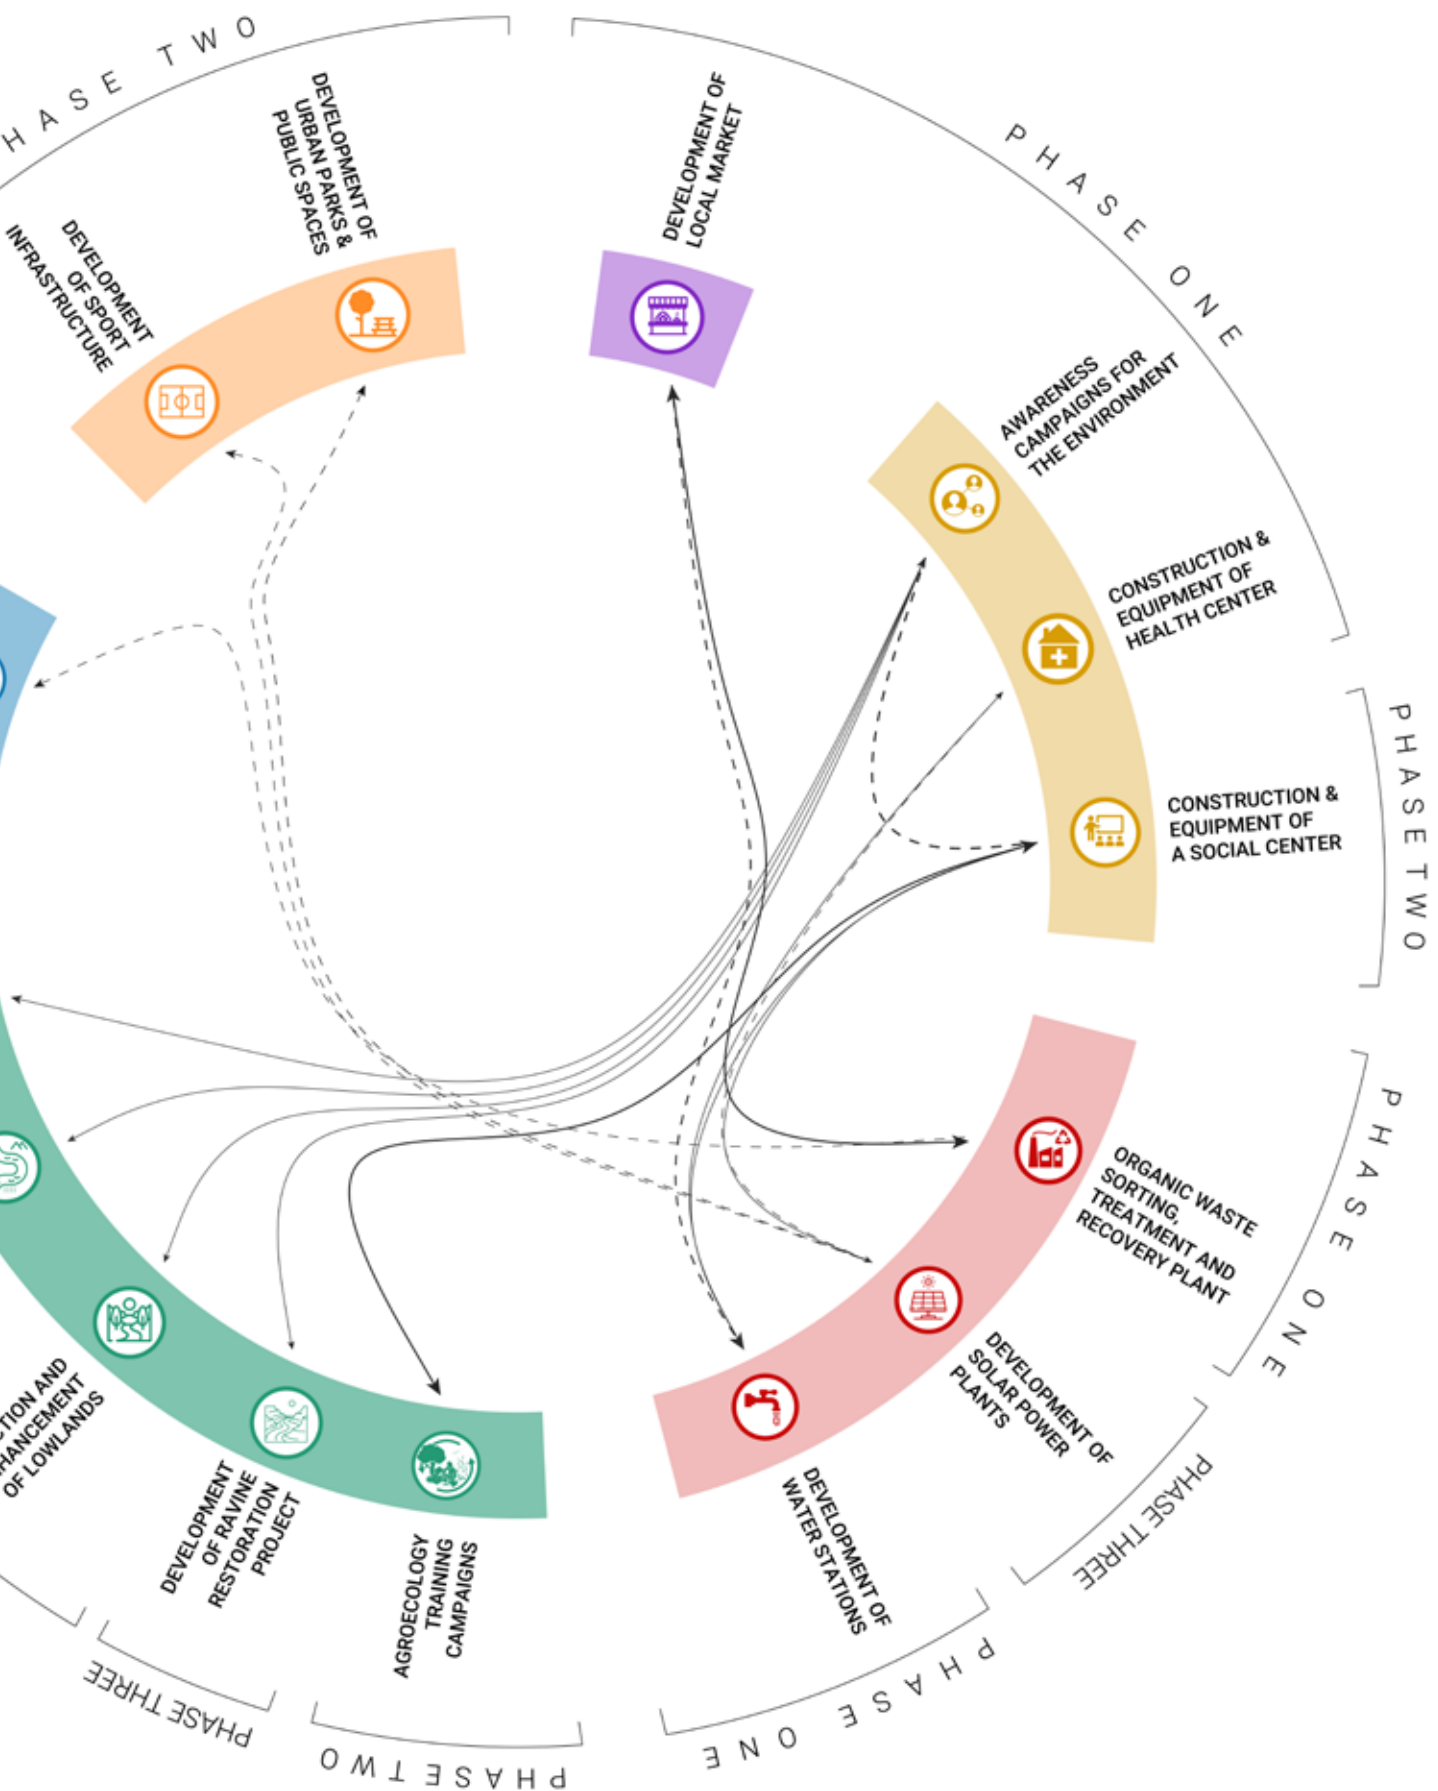 HASE TWO
DEVELOPMENT OF
URBAN PARKS &
PUBLIC SPACES
DEVELOPMENT
OF SPORT
INFRASTRUCTURE
PHASE ONE
DEVELOPMENT OF
LOCAL MARKET
AWARENESS
CAMPAIGNS FOR
THE ENVIRONMENT
CONSTRUCTION &
EQUIPMENT OF
HEALTH CENTER
PHASE TWO
CONSTRUCTION &
EQUIPMENT OF
A SOCIAL CENTER
PHASE ONE
ORGANIC WASTE
SORTING,
TREATMENT AND
RECOVERY PLANT
PHASE THREE
DEVELOPMENT OF
SOLAR POWER
PLANTS
PHASE ONE
DEVELOPMENT OF
WATER STATIONS
PHASE TWO
AGROECOLOGY
TRAINING
CAMPAIGNS
PHASE THREE
DEVELOPMENT
OF RAVINE
RESTORATION
PROJECT
CTION AND
HANCEMENT
OF LOWLANDS